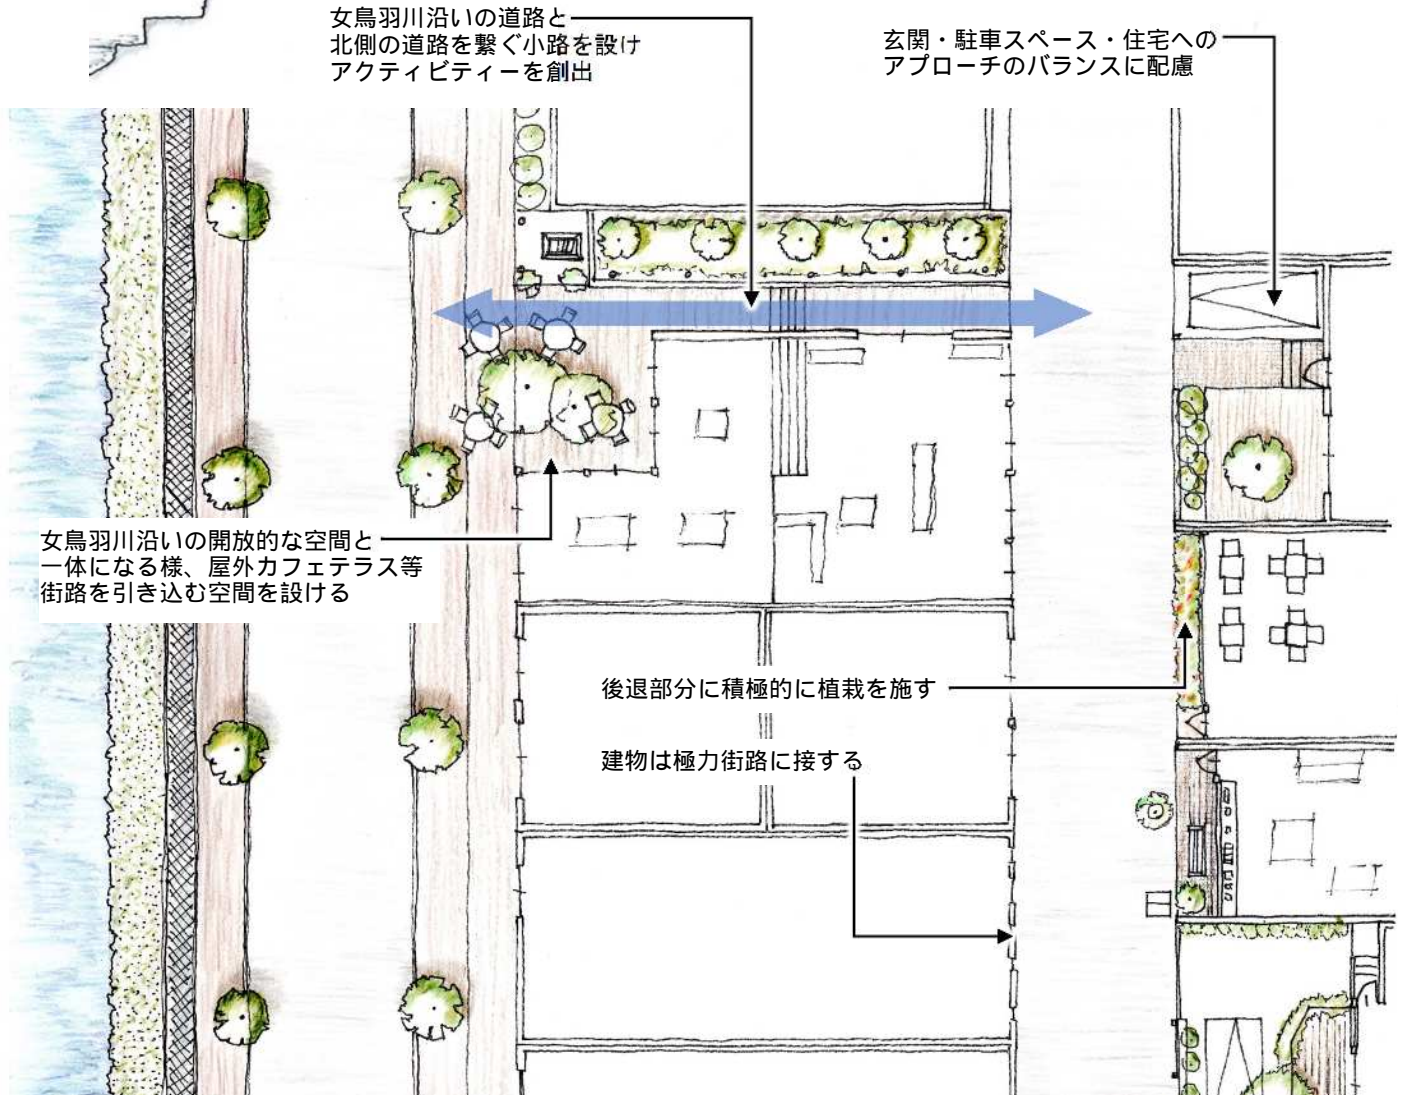 女鳥羽川沿いの道路と
北側の道路を繋ぐ小路を設け
アクティビティーを創出
玄関・駐車スペース・住宅への
アプローチのバランスに配慮
女鳥羽川沿いの開放的な空間と
一体になる様、屋外カフェテラス等
街路を引き込む空間を設ける
後退部分に積極的に植栽を施す
建物は極力街路に接する